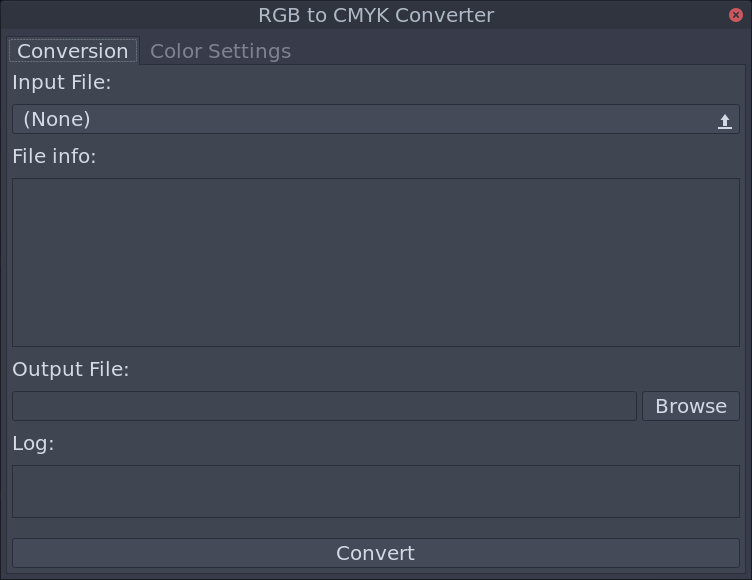 RGB to CMYK Converter
Conversion Color Settings
Input File:
(None)
File info:
Output File:
Browse
Log:
Convert